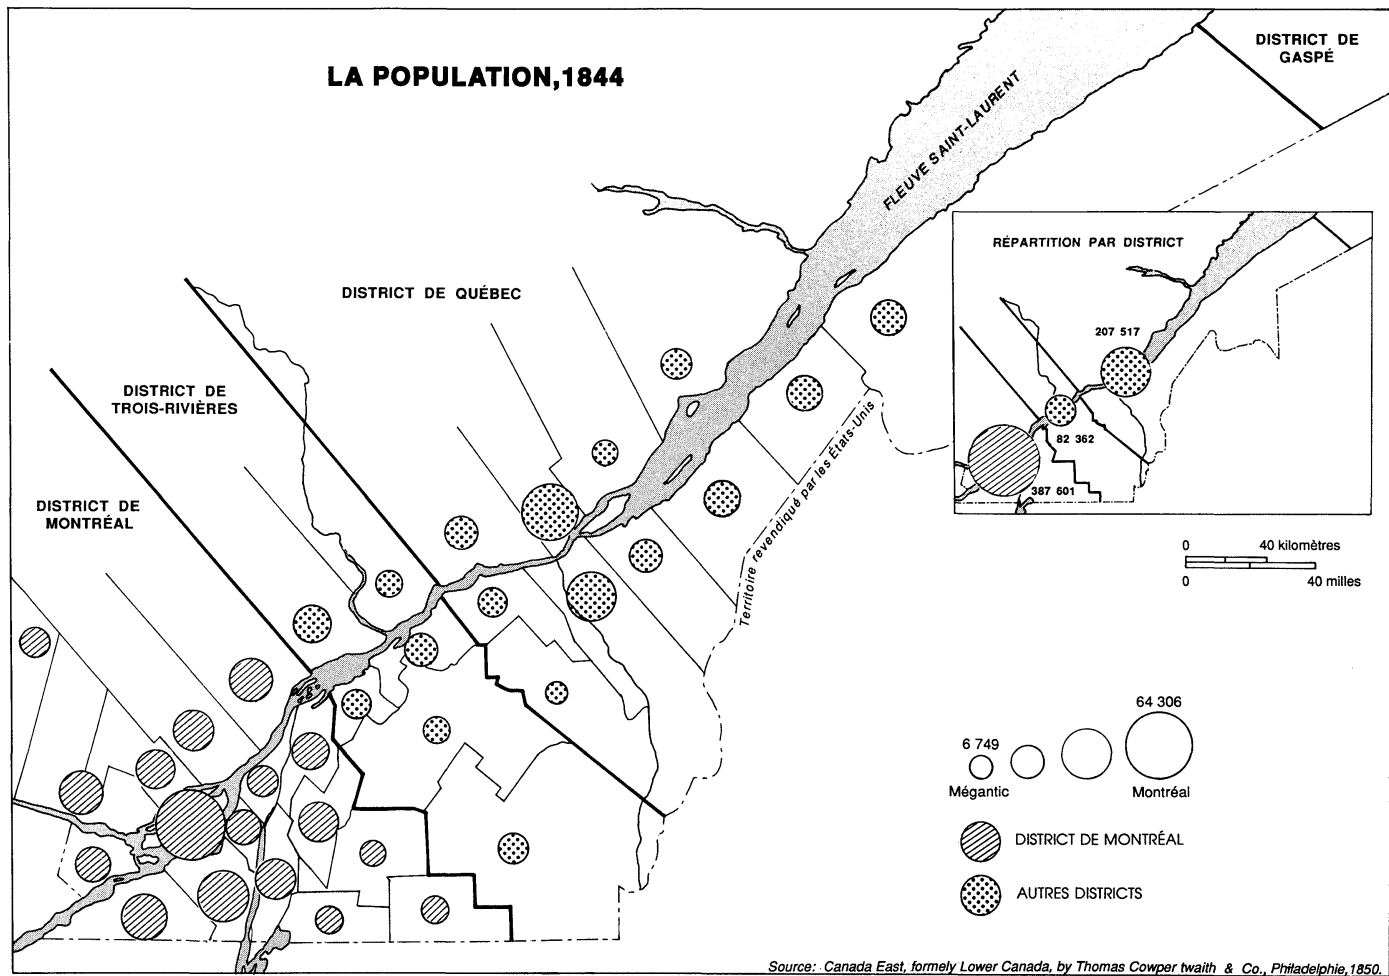 LA POPULATION,1844
DISTRICT DE
GASPÉ
FLEUVE SAINT-LAURENT
DISTRICT DE QUÉBEC
DISTRICT DE
TROIS-RIVIÈRES
DISTRICT DE
MONTRÉAL
Territoire revendiqué par les États-Unis
RÉPARTITION PAR DISTRICT
207 517
82 362
387 601
0 40 kilomètres
0 40 milles
64 306
6 749
Mégantic Montréal
DISTRICT DE MONTRÉAL
AUTRES DISTRICTS
Source: Canada East, formely Lower Canada, by Thomas Cowper twaith & Co., Philadelphie,1850.